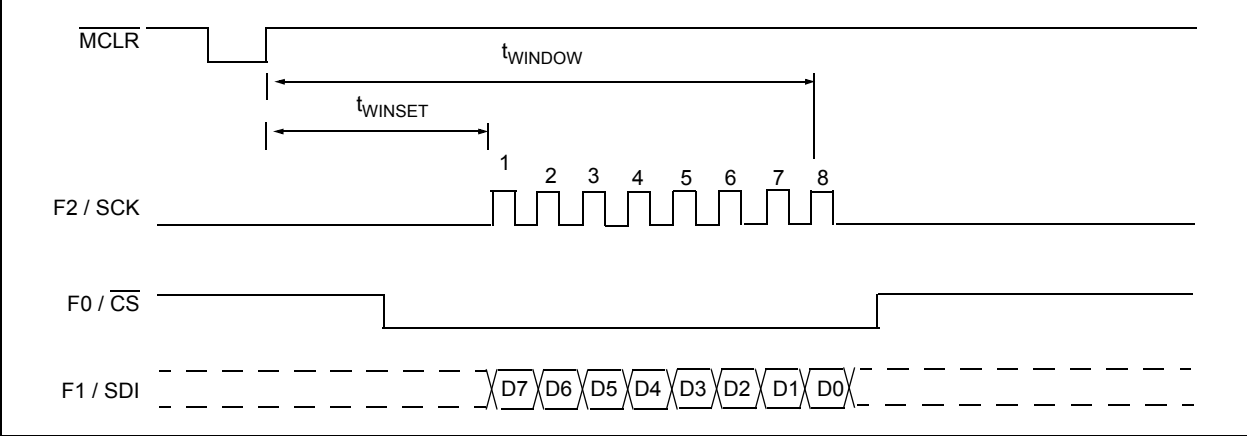 MCLR
tWINDOW
tWINSET
1 2 3 4 5 6 7 8
F2 / SCK
F0 / CS
F1 / SDI
D7 D6 D5 D4 D3 D2 D1 D0